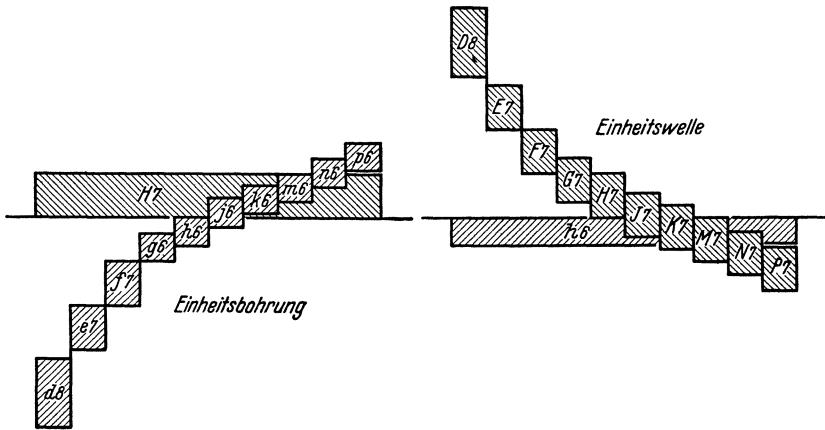 H7
d8
e7
f7
g6
h6
j6
k6
m6
n6
p6
Einheitsbohrung
D8
E7
F7
G7
H7
J7
K7
M7
N7
P7
h6
Einheitswelle